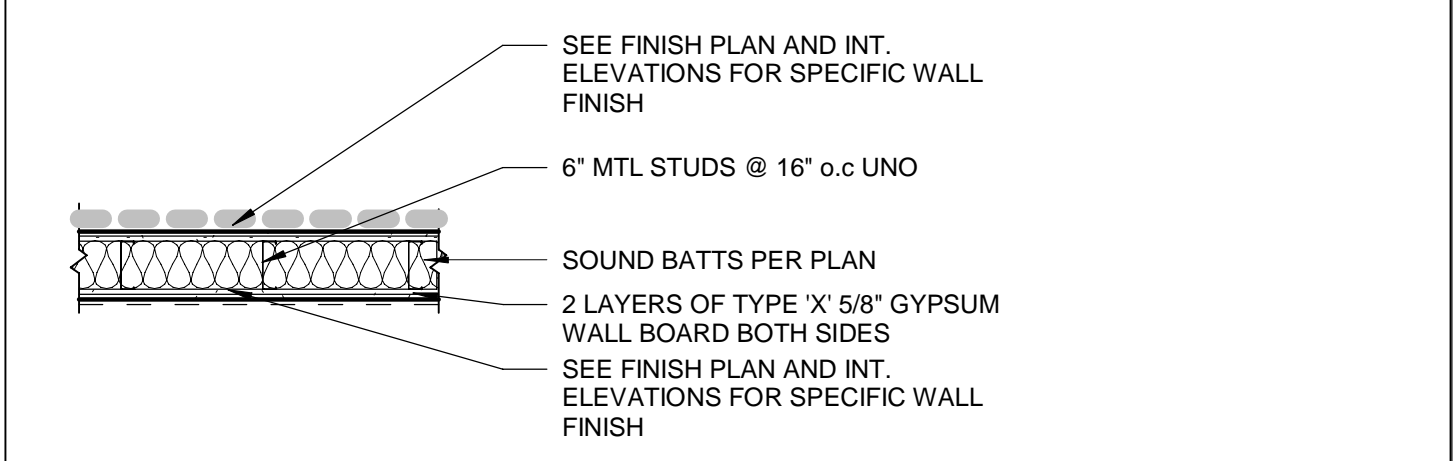 SEE FINISH PLAN AND INT.
ELEVATIONS FOR SPECIFIC WALL
FINISH
6" MTL STUDS @ 16" o.c UNO
SOUND BATTS PER PLAN
2 LAYERS OF TYPE 'X' 5/8" GYPSUM
WALL BOARD BOTH SIDES
SEE FINISH PLAN AND INT.
ELEVATIONS FOR SPECIFIC WALL
FINISH